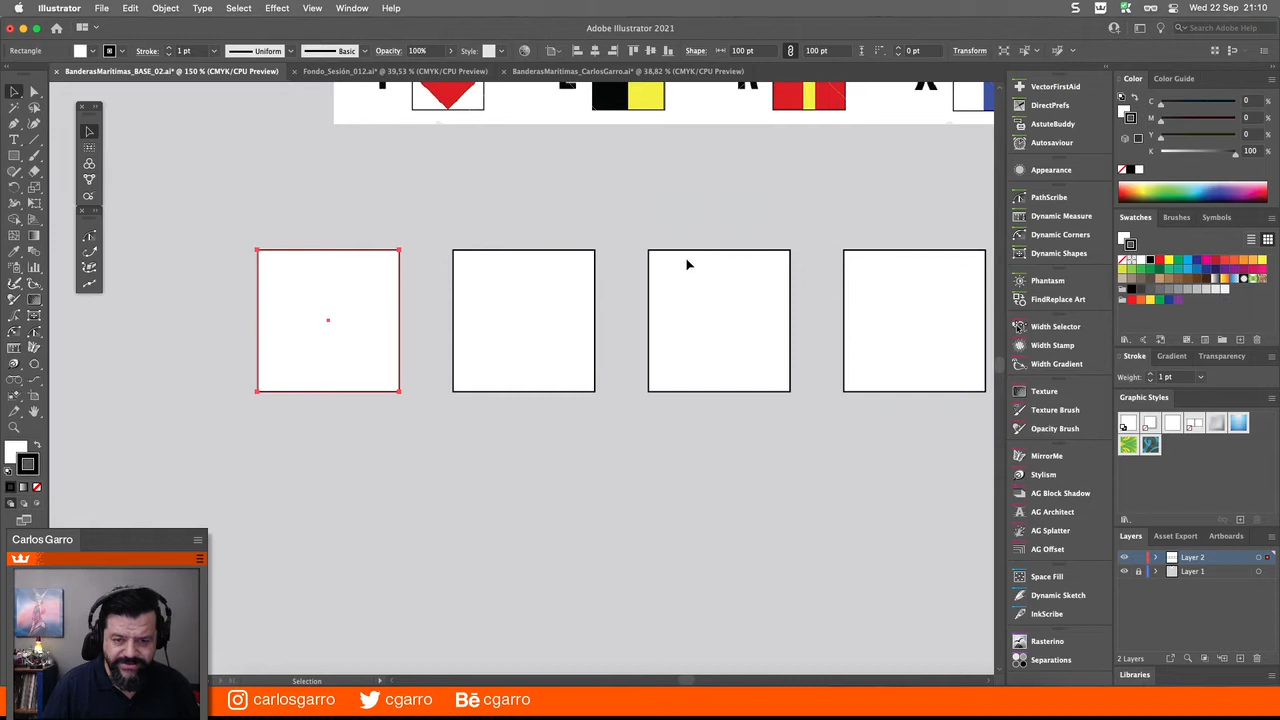 Illustrator File Edit Object Type Select Effect View Window Help Wed 22 Sep 21:10
Adobe Illustrator 2021
Search Adobe Help
Rectangle Stroke: 1 pt Uniform Basic Opacity: 100% Style: Shape: 100 pt 100 pt 0 pt Transform
× BanderasMarítimas_BASE_02.ai* @ 150 % (CMYK/CPU Preview) × Fondo_Sesión_012.ai* @ 39,53 % (CMYK/CPU Preview) × BanderasMarítimas_CarlosGarro.ai* @ 38,82 % (CMYK/CPU Preview)
VectorFirstAid
DirectPrefs
AstuteBuddy
Autosaviour
Appearance
PathScribe
Dynamic Measure
Dynamic Corners
Dynamic Shapes
Phantasm
FindReplace Art
Width Selector
Width Stamp
Width Gradient
Texture
Texture Brush
Opacity Brush
MirrorMe
Stylism
AG Block Shadow
AG Architect
AG Splatter
AG Offset
Space Fill
Dynamic Sketch
InkScribe
Rasterino
Separations
Color Color Guide
C 0 %
M 0 %
Y 0 %
K 100 %
Swatches Brushes Symbols
Stroke Gradient Transparency
Weight: 1 pt
Graphic Styles
Layers Asset Export Artboards
Layer 2
Layer 1
2 Layers
Libraries
Carlos Garro
Selection
carlosgarro cgarro Bē cgarro